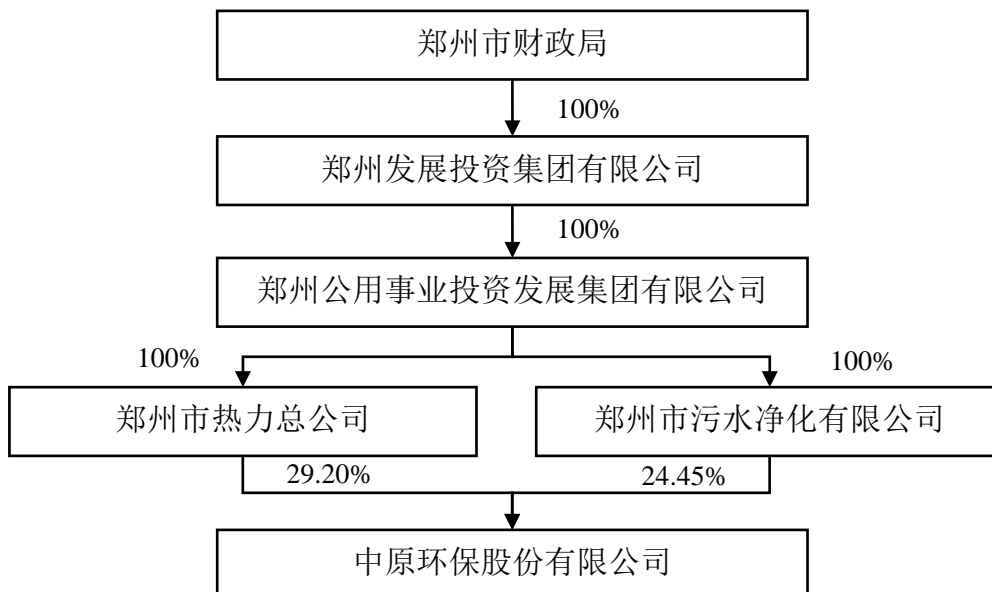 郑州市财政局
100%
郑州发展投资集团有限公司
100%
郑州公用事业投资发展集团有限公司
100%
100%
郑州市热力总公司
郑州市污水净化有限公司
29.20%
24.45%
中原环保股份有限公司